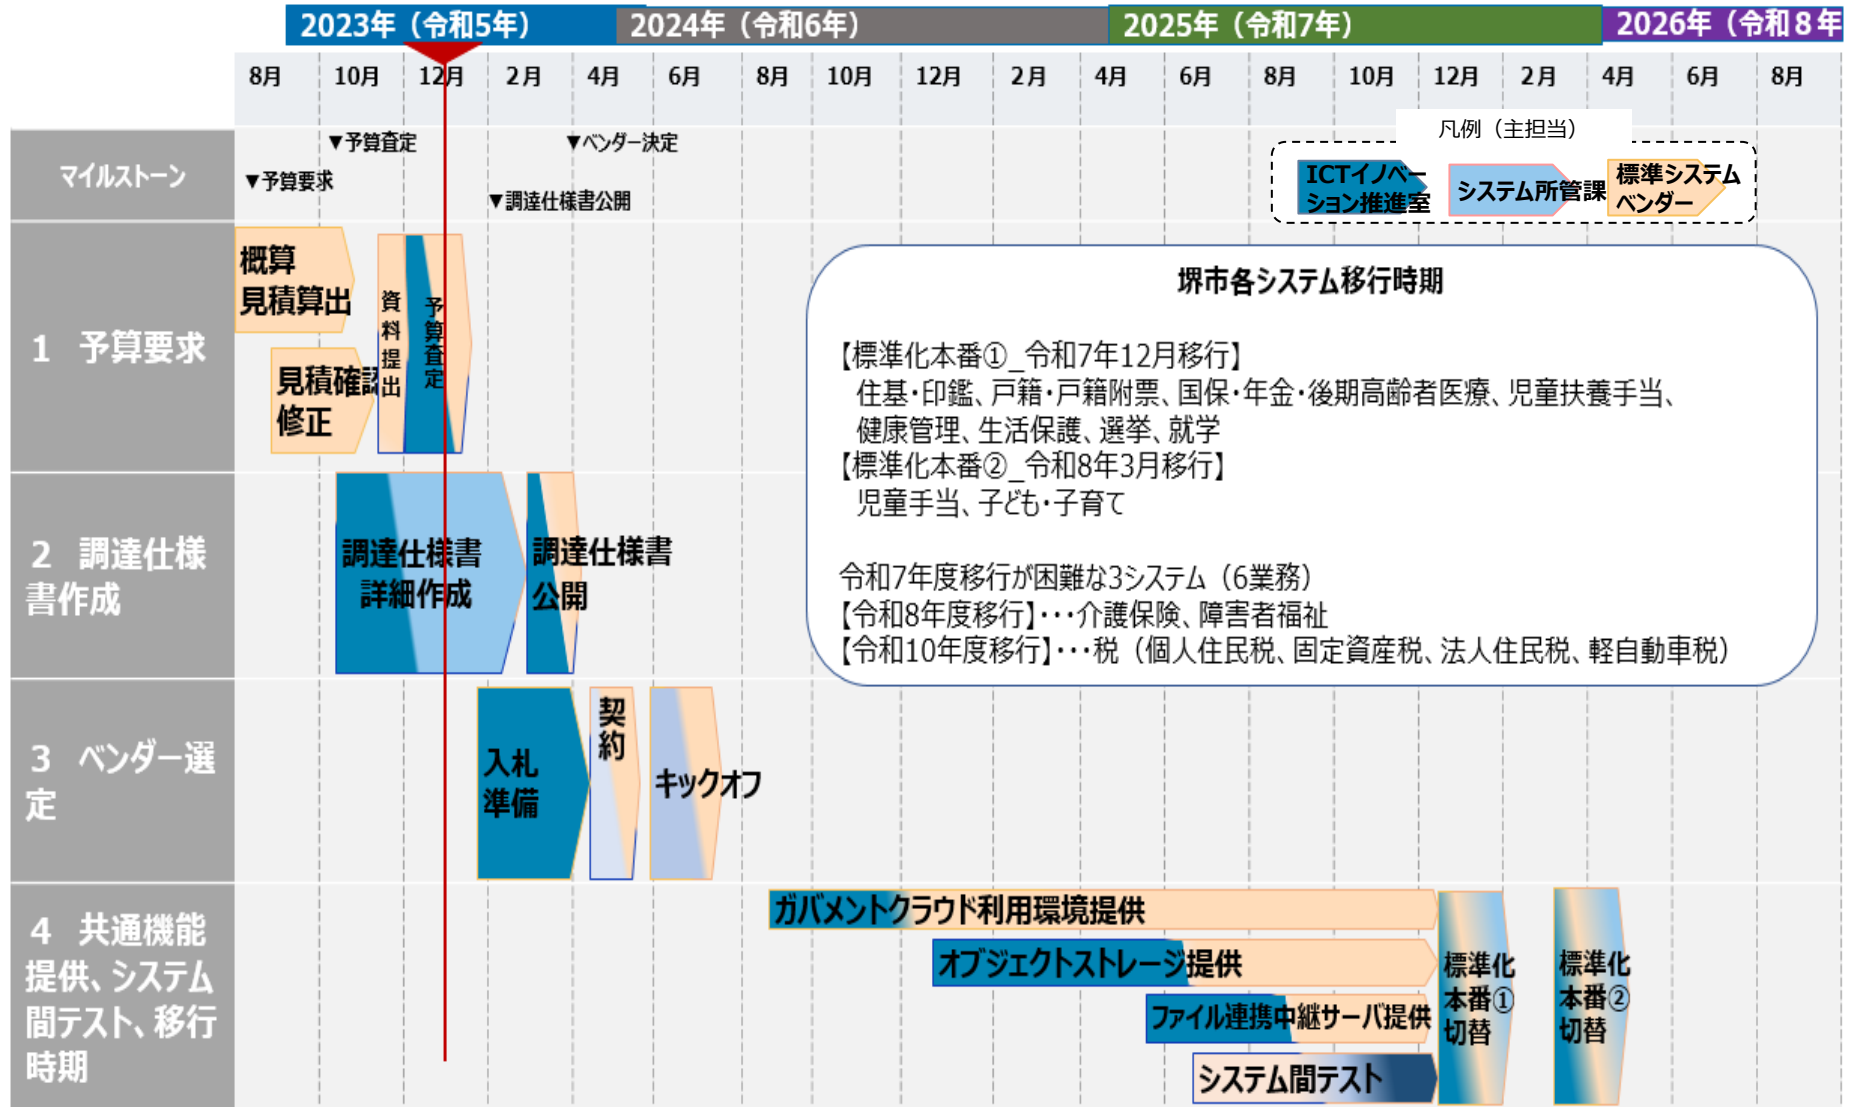 2023年（令和5年）
2024年（令和6年）
2025年（令和7年）
2026年（令和８年
8月 10月 12月 2月 4月 6月 8月 10月 12月 2月 4月 6月 8月 10月 12月 2月 4月 6月 8月
マイルストーン
▼予算要求
▼予算査定
▼調達仕様書公開
▼ベンダー決定
凡例（主担当）
ICTイノベー
ション推進室
システム所管課
標準システム
ベンダー
1　予算要求
概算
見積算出
見積確認
修正
資料提出
予算査定
堺市各システム移行時期
【標準化本番①_令和7年12月移行】
住基・印鑑、戸籍・戸籍附票、国保・年金・後期高齢者医療、児童扶養手当、
健康管理、生活保護、選挙、就学
【標準化本番②_令和8年3月移行】
児童手当、子ども・子育て
令和7年度移行が困難な3システム（6業務）
【令和8年度移行】・・・介護保険、障害者福祉
【令和10年度移行】・・・税（個人住民税、固定資産税、法人住民税、軽自動車税）
2　調達仕様
書作成
調達仕様書
詳細作成
調達仕様書
公開
3　ベンダー選
定
入札
準備
契約
キックオフ
4　共通機能
提供、システム
間テスト、移行
時期
ガバメントクラウド利用環境提供
オブジェクトストレージ提供
ファイル連携中継サーバ提供
システム間テスト
標準化
本番①
切替
標準化
本番②
切替